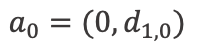 a₀ = (0, d₁,₀)